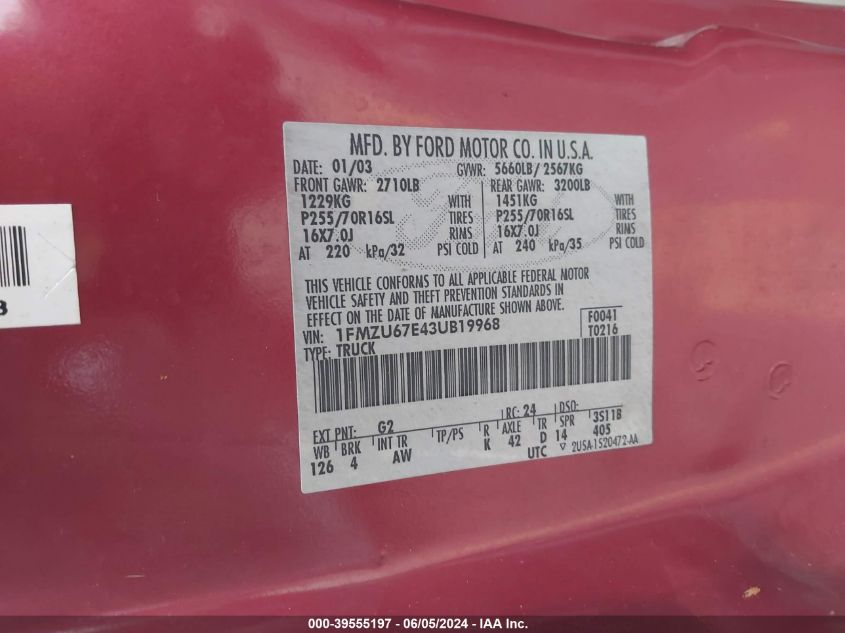 MFD. BY FORD MOTOR CO. IN U.S.A.
DATE: 01/03 GVWR: 5660LB/ 2567KG
FRONT GAWR: 2710LB REAR GAWR: 3200LB
1229KG WITH 1451KG WITH
P255/70R16SL TIRES P255/70R16SL TIRES
16X7.0J RINS 16X7.0J RINS
AT 220 kPa/32 PSI COLD AT 240 kPa/35 PSI COLD
THIS VEHICLE CONFORMS TO ALL APPLICABLE FEDERAL MOTOR
VEHICLE SAFETY AND THEFT PREVENTION STANDARDS IN
EFFECT ON THE DATE OF MANUFACTURE SHOWN ABOVE.
VIN: 1FMZU67E43UB19968 F0041
TYPE: TRUCK T0216
EXT PNT: G2 RC: 24 DSO:
WB BRK INT TR TP/PS R AXLE TR SPR 3S11B
126 4 AW K 42 D 14 405
UTC ▽ 2USA-1520472-AA
000-39555197 - 06/05/2024 - IAA Inc.